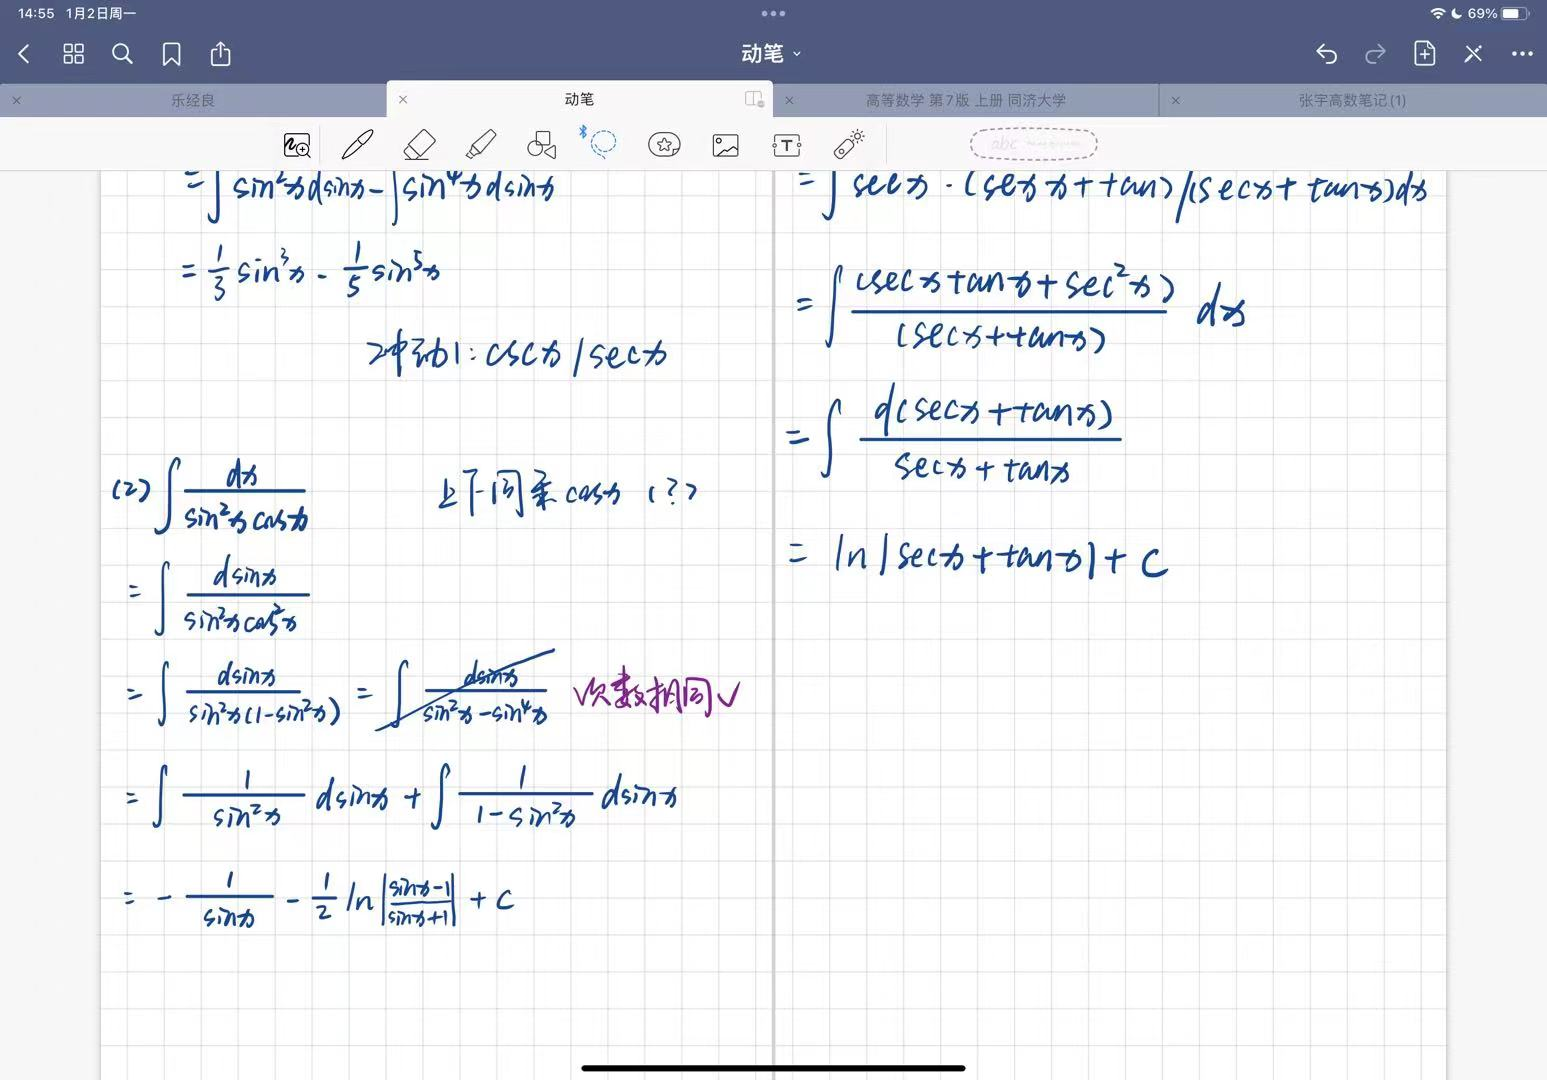 14:55 1月2日周一
69%
动笔
乐经良
动笔
高等数学 第7版 上册 同济大学
张宇高数笔记(1)
abc
= ∫ sin²x dsinx - ∫ sin⁴x dsinx
= 1/3 sin³x - 1/5 sin⁵x
: cscx / secx
(2) ∫ dx / sin²x cosx 上下同乘 cosx (?)
= ∫ dsinx / sin²x cos²x
= ∫ dsinx / sin²x(1-sin²x) = ∫ dsinx / sin²x - sin⁴x 次数相同✓
= ∫ 1 / sin²x dsinx + ∫ 1 / 1-sin²x dsinx
= - 1 / sinx - 1/2 ln | sinx-1 / sinx+1 | + C
= ∫ secx · (secx + tan) / (secx + tanx) dx
= ∫ (secx tanx + sec²x) / (secx + tanx) dx
= ∫ d(secx + tanx) / secx + tanx
= ln |secx + tanx| + C